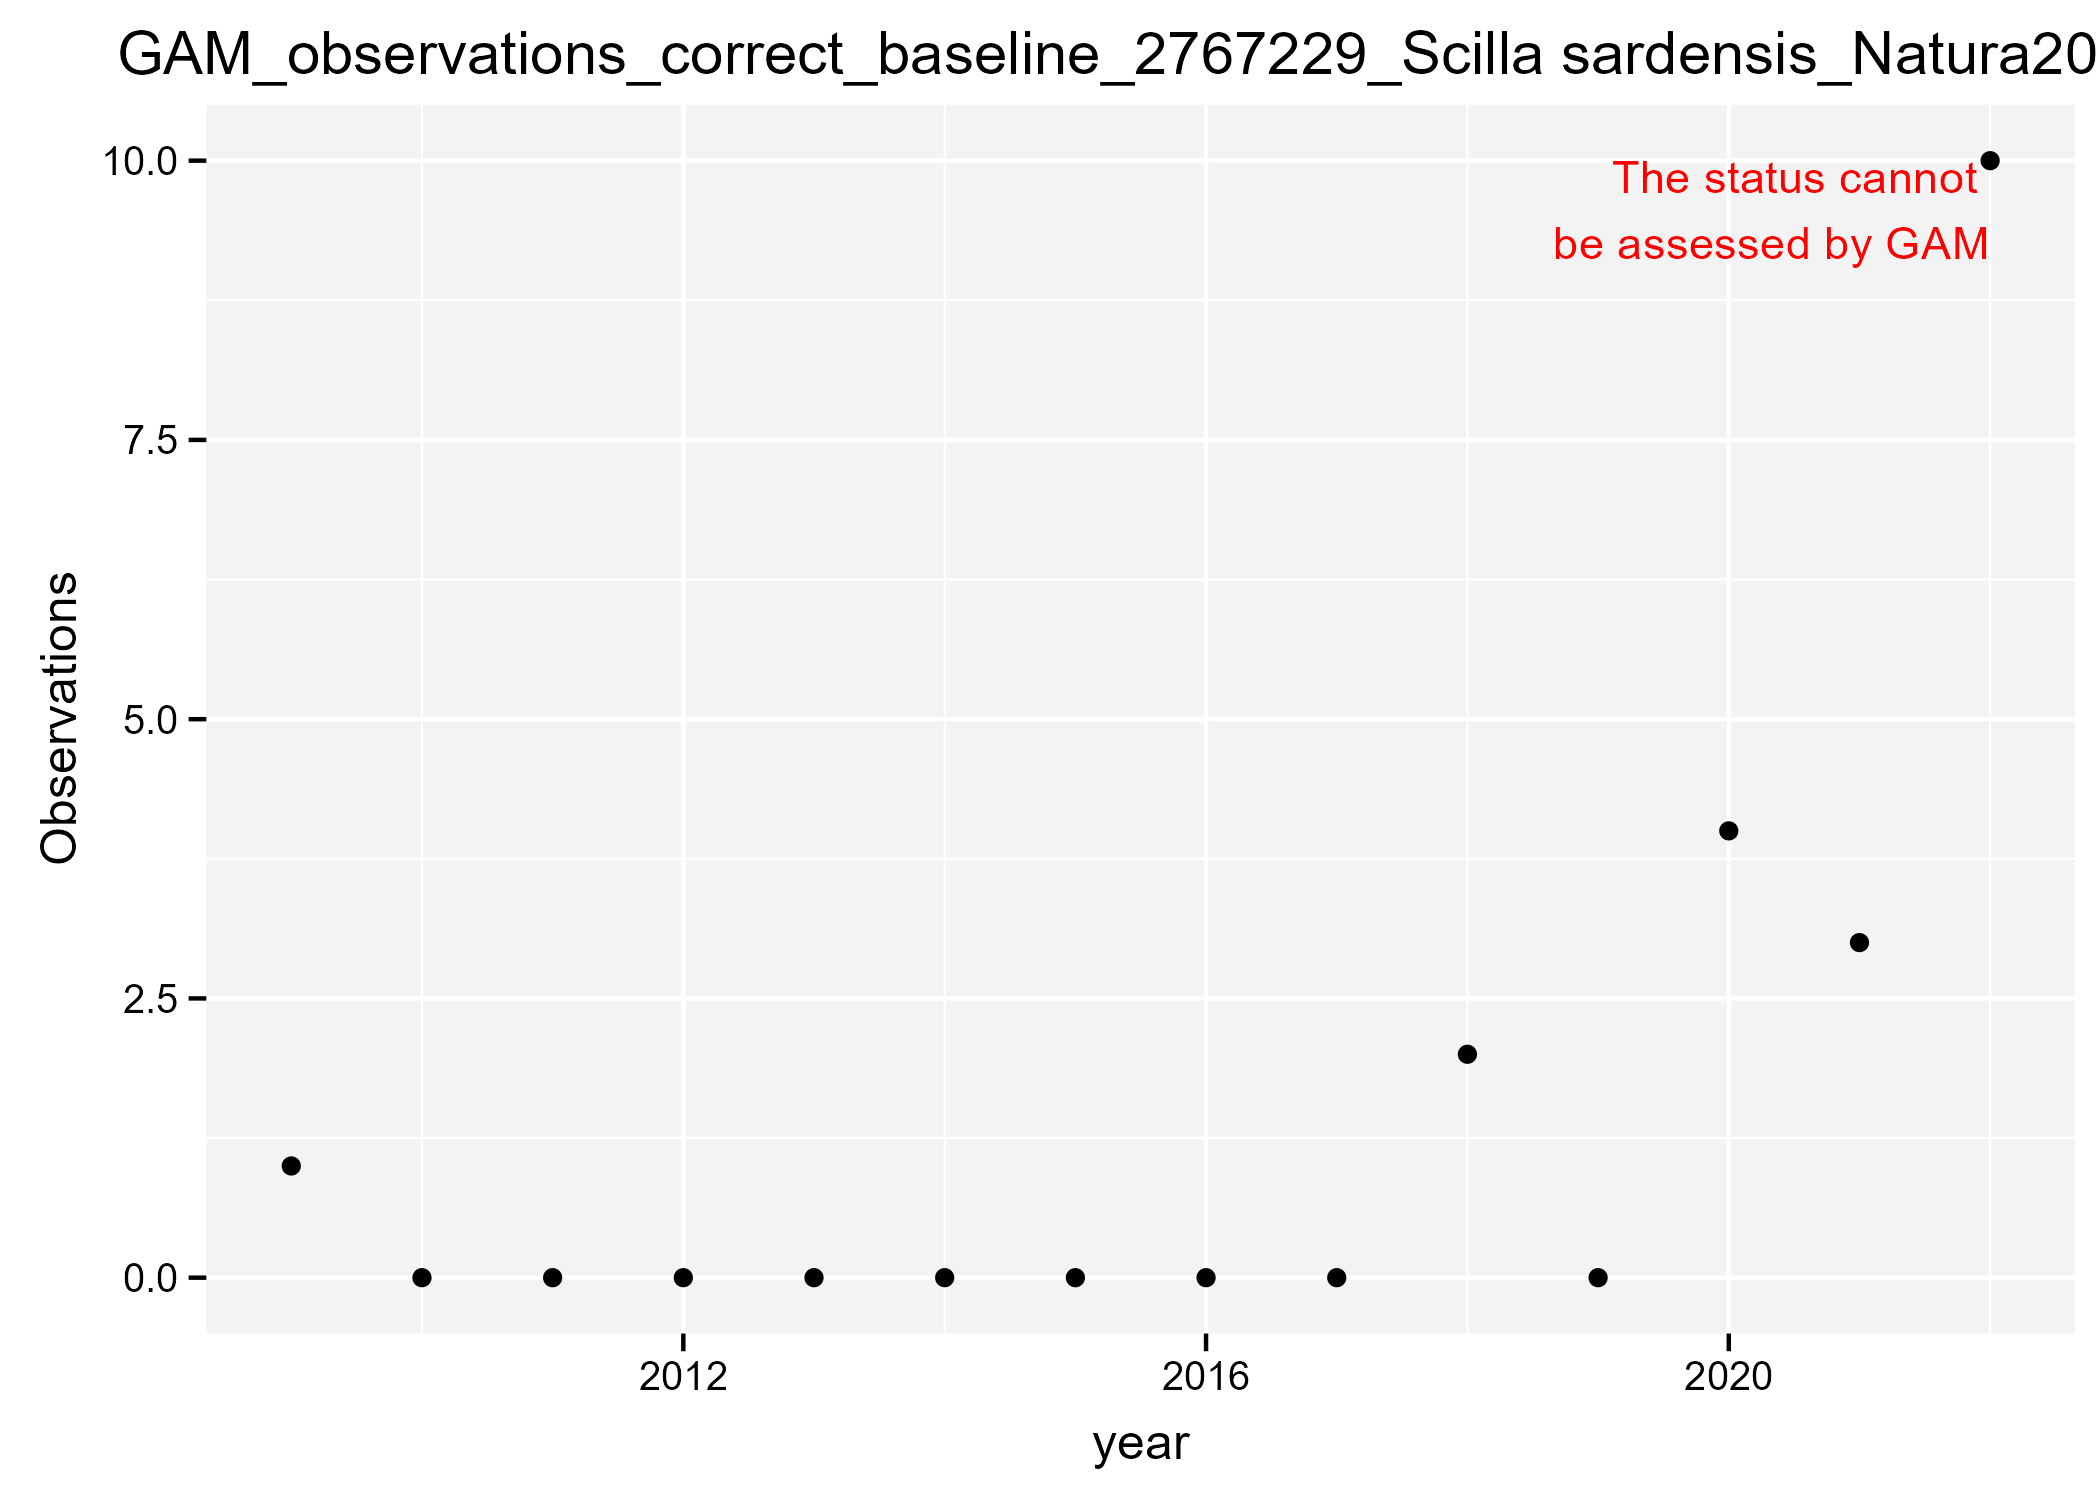 GAM_observations_correct_baseline_2767229_Scilla sardensis_Natura20
10.0
The status cannot
be assessed by GAM
7.5
Observations
5.0
2.5
0.0
2012
2016
2020
year